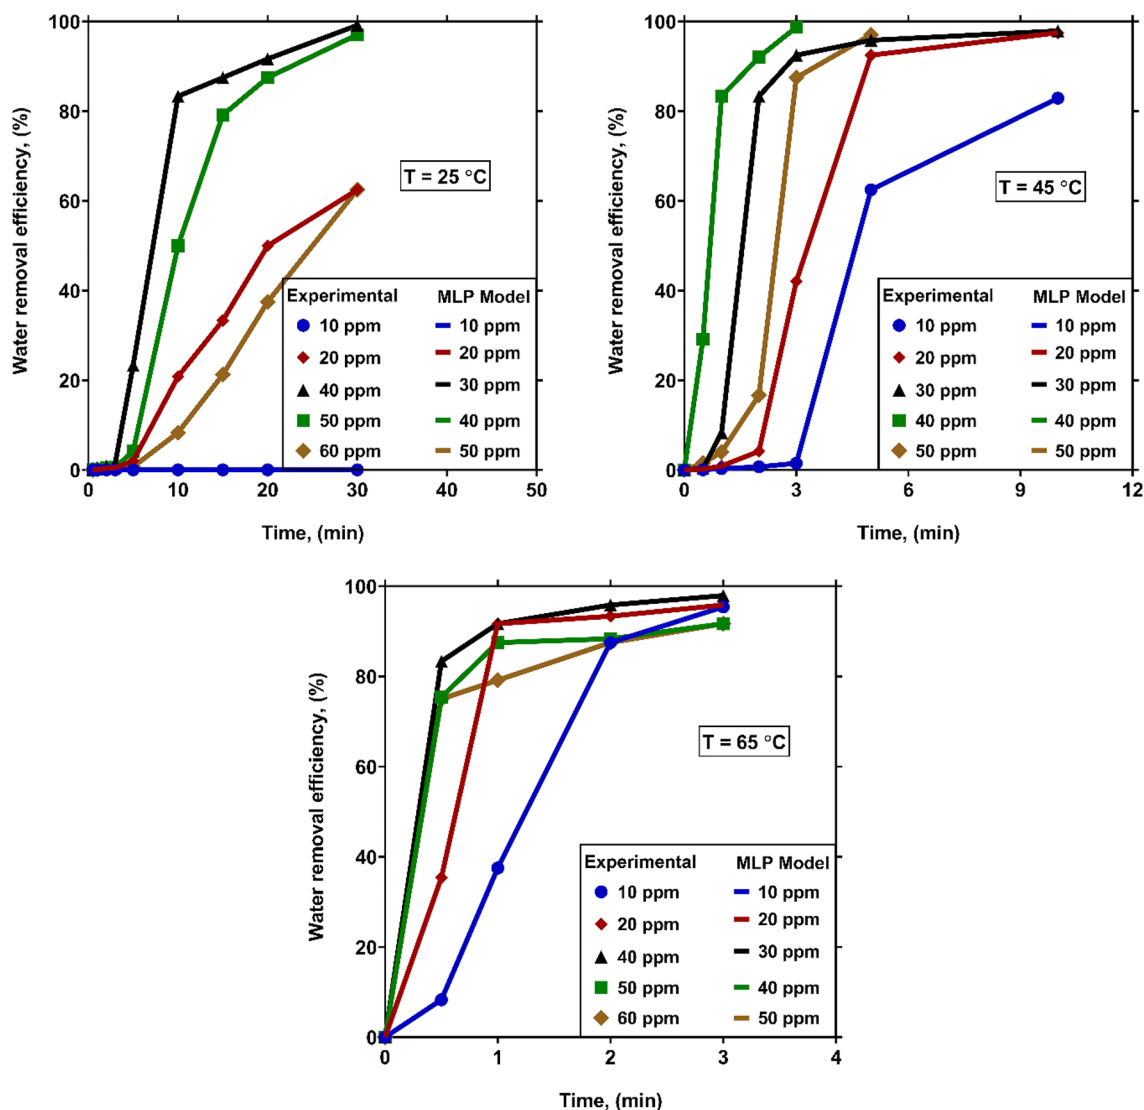 100
80
60
40
20
0
Water removal efficiency, (%)
T = 25 °C
Experimental MLP Model
10 ppm 10 ppm
20 ppm 20 ppm
40 ppm 30 ppm
50 ppm 40 ppm
60 ppm 50 ppm
0 10 20 30 40 50
Time, (min)
100
80
60
40
20
0
Water removal efficiency, (%)
T = 45 °C
Experimental MLP Model
10 ppm 10 ppm
20 ppm 20 ppm
30 ppm 30 ppm
40 ppm 40 ppm
50 ppm 50 ppm
0 3 6 9 12
Time, (min)
100
80
60
40
20
0
Water removal efficiency, (%)
T = 65 °C
Experimental MLP Model
10 ppm 10 ppm
20 ppm 20 ppm
40 ppm 30 ppm
50 ppm 40 ppm
60 ppm 50 ppm
0 1 2 3 4
Time, (min)